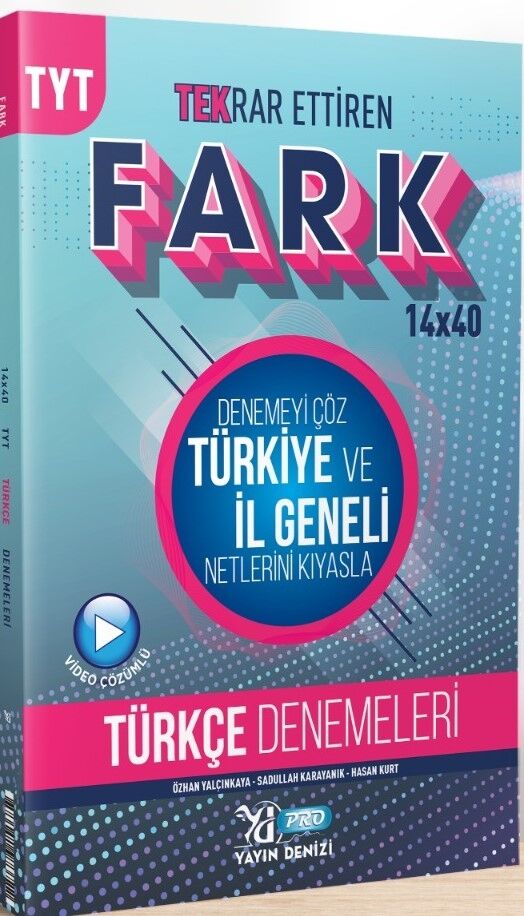 TYT
TEKRAR ETTİREN
FARK
14x40
DENEMEYİ ÇÖZ
TÜRKİYE VE
İL GENELİ
NETLERİNİ KIYASLA
VİDEO ÇÖZÜMLÜ
TÜRKÇE DENEMELERİ
ÖZHAN YALÇINKAYA - SADULLAH KARAYANIK - HASAN KURT
YD PRO
YAYIN DENİZİ
FARK
14x40 TYT TÜRKÇE DENEMELERİ